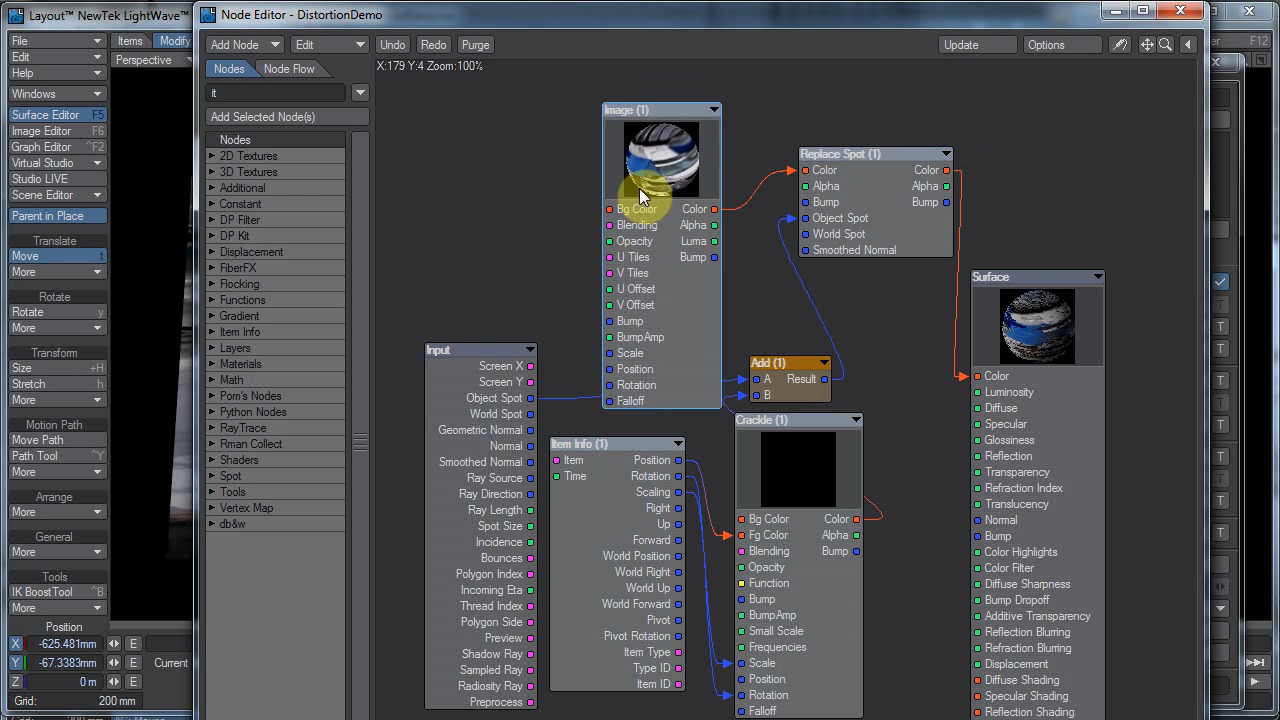 Layout™ NewTek LightWave™
File
Edit
Help
Windows
Surface Editor F5
Image Editor F6
Graph Editor ^F2
Virtual Studio
Studio LIVE
Scene Editor
Parent in Place
Translate
Move t
More
Rotate
Rotate y
More
Transform
Size +H
Stretch h
More
Motion Path
Move Path
Path Tool ^Y
More
Arrange
More
General
More
Tools
IK BoostTool ^B
More
Position
X -625.481mm E
Y -67.3383mm E
Z 0 m E
Grid: 200 mm
Items Modify
Perspective
Current
Node Editor - DistortionDemo
Add Node Edit Undo Redo Purge Update Options
Nodes Node Flow
X:179 Y:4 Zoom:100%
it
Add Selected Node(s)
Nodes
2D Textures
3D Textures
Additional
Constant
DP Filter
DP Kit
Displacement
FiberFX
Flocking
Functions
Gradient
Item Info
Layers
Materials
Math
Pom's Nodes
Python Nodes
RayTrace
Rman Collect
Shaders
Spot
Tools
Vertex Map
db&w
Image (1)
Bg Color Color
Blending Alpha
Opacity Luma
U Tiles Bump
V Tiles
U Offset
V Offset
Bump
BumpAmp
Scale
Position
Rotation
Falloff
Replace Spot (1)
Color Color
Alpha Alpha
Bump Bump
Object Spot
World Spot
Smoothed Normal
Input
Screen X
Screen Y
Object Spot
World Spot
Geometric Normal
Normal
Smoothed Normal
Ray Source
Ray Direction
Ray Length
Spot Size
Incidence
Bounces
Polygon Index
Incoming Eta
Thread Index
Polygon Side
Preview
Shadow Ray
Sampled Ray
Radiosity Ray
Preprocess
Item Info (1)
Item Position
Time Rotation
Scaling
Right
Up
Forward
World Position
World Right
World Up
World Forward
Pivot
Pivot Rotation
Item Type
Type ID
Item ID
Add (1)
A Result
B
Crackle (1)
Bg Color Color
Fg Color Alpha
Blending Bump
Opacity
Function
Bump
BumpAmp
Small Scale
Frequencies
Scale
Position
Rotation
Falloff
Surface
Color
Luminosity
Diffuse
Specular
Glossiness
Reflection
Transparency
Refraction Index
Translucency
Normal
Bump
Color Highlights
Color Filter
Diffuse Sharpness
Bump Dropoff
Additive Transparency
Reflection Blurring
Refraction Blurring
Displacement
Diffuse Shading
Specular Shading
Reflection Shading
F12
T
T
T
T
T
T
T
T
T